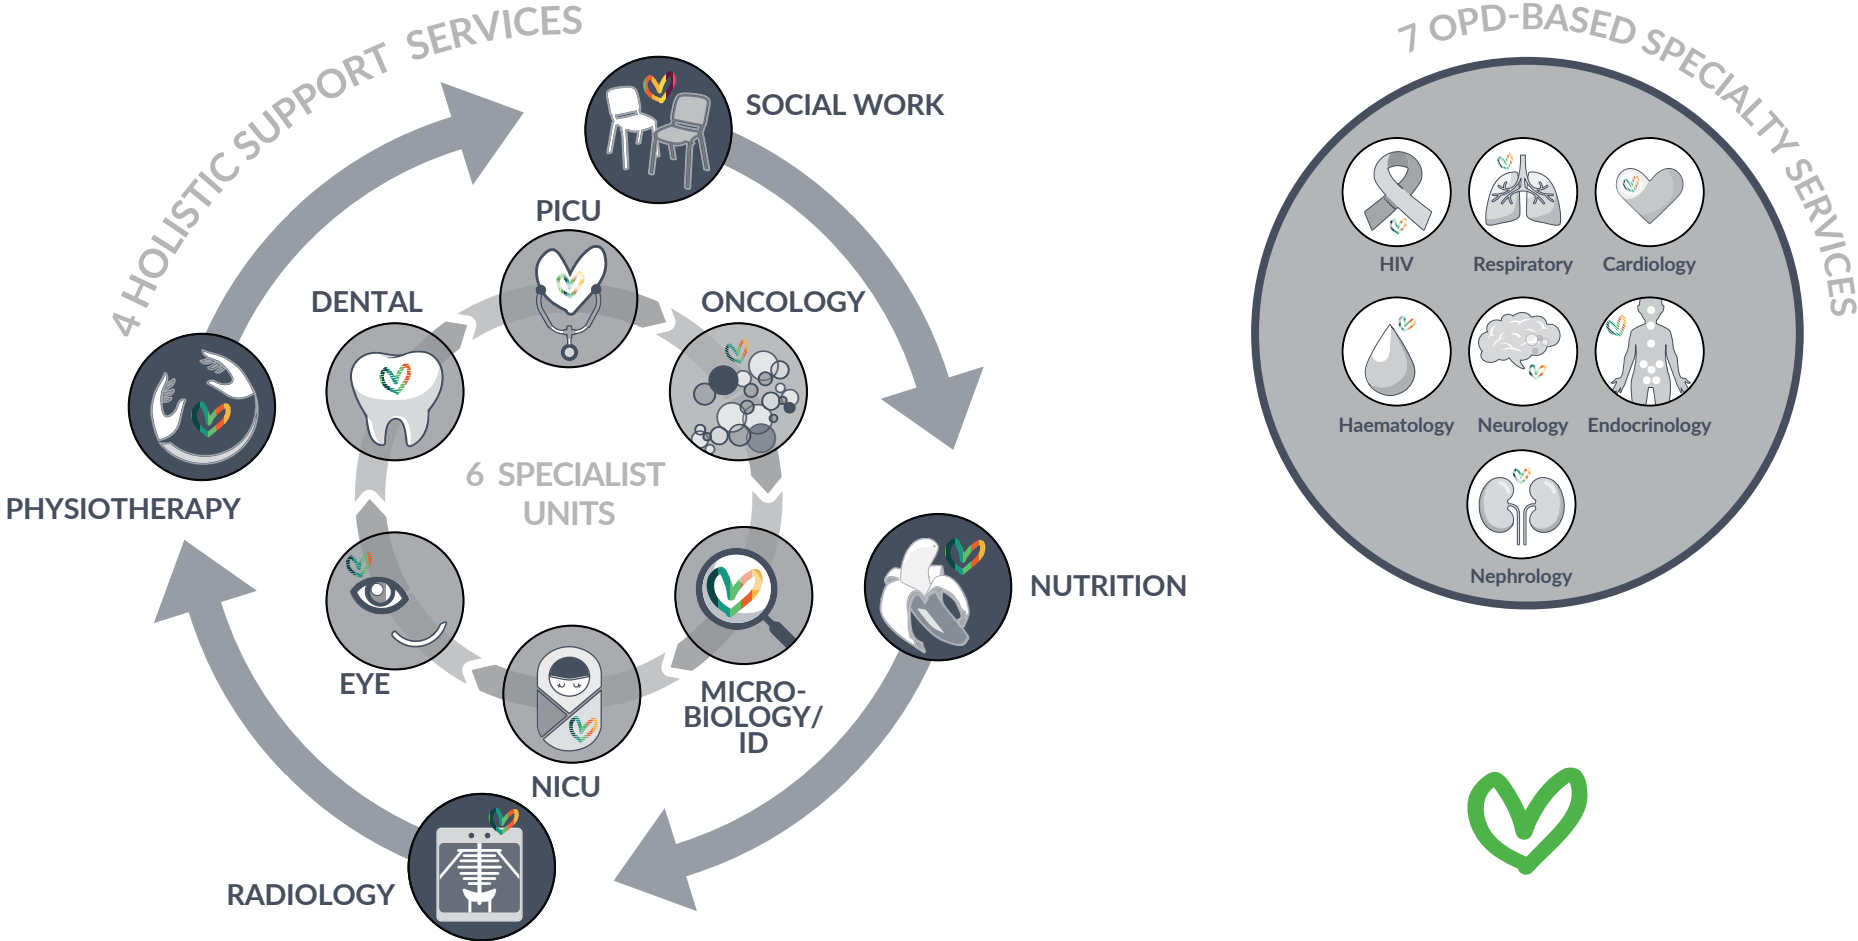 4 HOLISTIC SUPPORT SERVICES
SOCIAL WORK
PICU
DENTAL
ONCOLOGY
6 SPECIALIST
UNITS
PHYSIOTHERAPY
NUTRITION
EYE
MICRO-
BIOLOGY/
ID
NICU
RADIOLOGY
7 OPD-BASED SPECIALTY SERVICES
HIV
Respiratory
Cardiology
Haematology
Neurology
Endocrinology
Nephrology